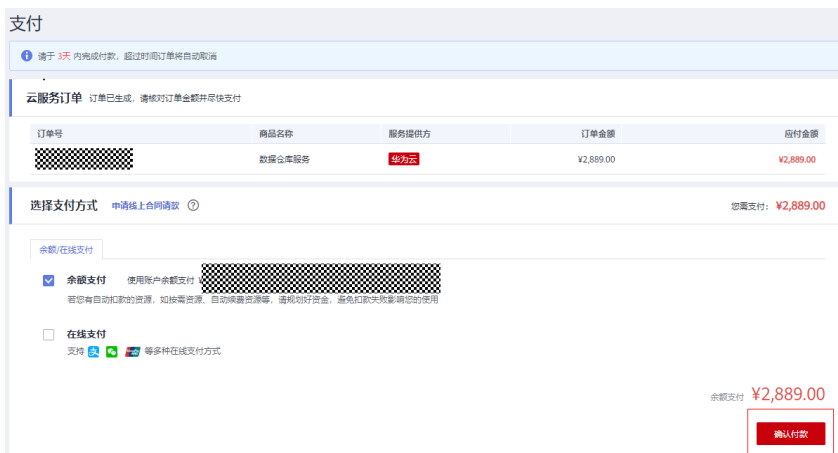 支付
请于 3天 内完成付款，超过时间订单将自动取消
云服务订单 订单已生成，请核对订单金额并尽快支付
订单号 商品名称 服务提供方 订单金额 应付金额
数据仓库服务 华为云 ¥2,889.00 ¥2,889.00
选择支付方式 申请线上合同请款 ? 您需支付： ¥2,889.00
余额/在线支付
余额支付 使用账户余额支付
若您有自动扣款的资源，如按需资源、自动续费资源等，请规划好资金，避免扣款失败影响您的使用
在线支付
支持 支 等多种在线支付方式
余额支付 ¥2,889.00
确认付款